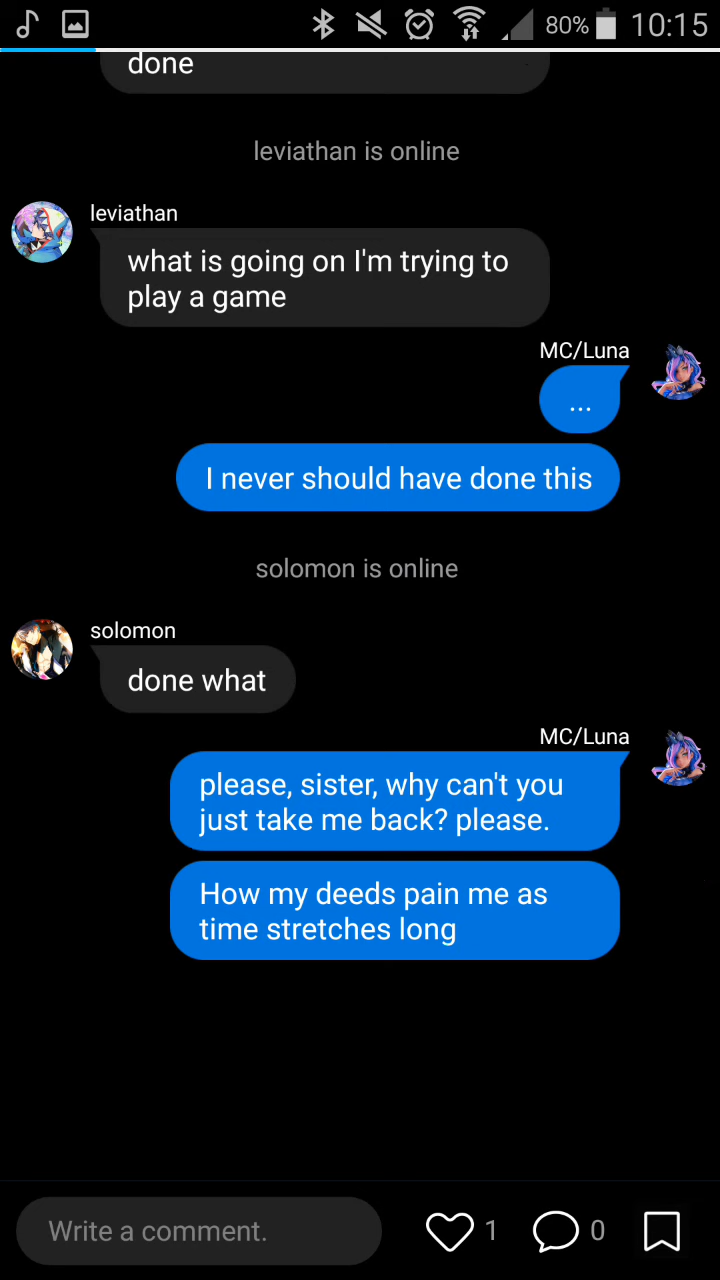 80% 10:15
done
leviathan is online
leviathan
what is going on I'm trying to
play a game
MC/Luna
...
I never should have done this
solomon is online
solomon
done what
MC/Luna
please, sister, why can't you
just take me back? please.
How my deeds pain me as
time stretches long
Write a comment. 1 0